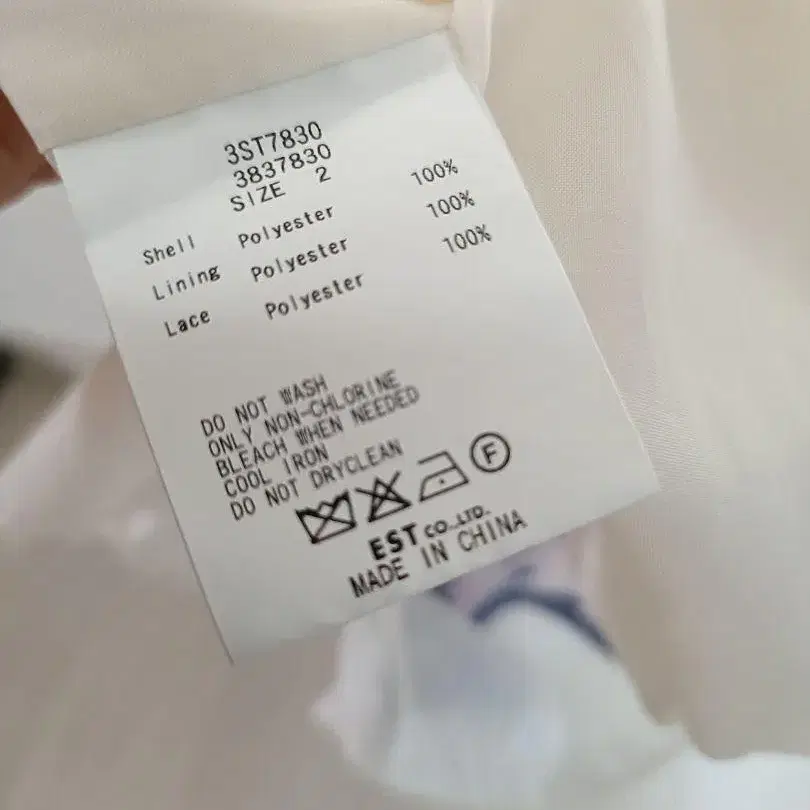 3ST7830
3837830
SIZE 2
Shell Polyester 100%
Lining Polyester 100%
Lace Polyester 100%
DO NOT WASH
ONLY NON-CHLORINE
BLEACH WHEN NEEDED
COOL IRON
DO NOT DRYCLEAN
F
EST CO.,LTD.
MADE IN CHINA